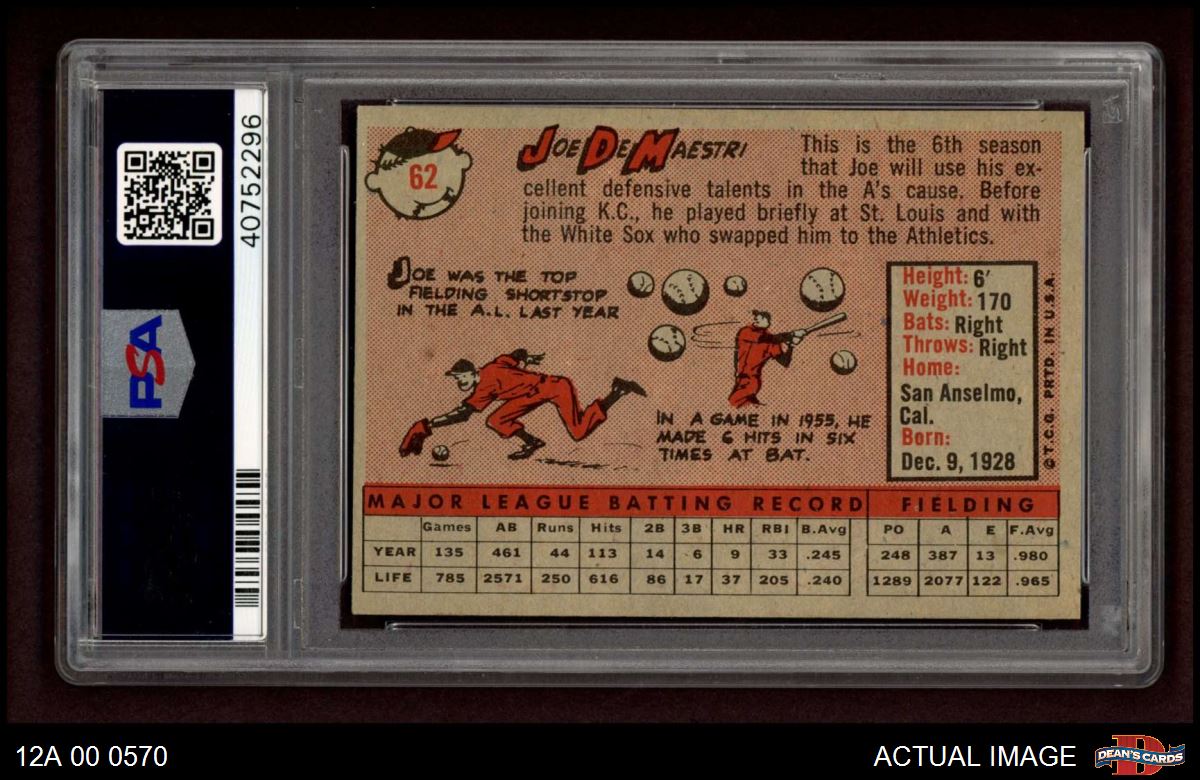 40752296
PSA
62
JOE DEMAESTRI
This is the 6th season
that Joe will use his ex-
cellent defensive talents in the A's cause. Before
joining K.C., he played briefly at St. Louis and with
the White Sox who swapped him to the Athletics.
JOE WAS THE TOP
FIELDING SHORTSTOP
IN THE A.L. LAST YEAR
IN A GAME IN 1955, HE
MADE 6 HITS IN SIX
TIMES AT BAT.
Height: 6'
Weight: 170
Bats: Right
Throws: Right
Home:
San Anselmo,
Cal.
Born:
Dec. 9, 1928
©T.C.G. PRTD. IN U.S.A.
MAJOR LEAGUE BATTING RECORD FIELDING
Games AB Runs Hits 2B 3B HR RBI B.Avg PO A E F.Avg
YEAR 135 461 44 113 14 6 9 33 .245 248 387 13 .980
LIFE 785 2571 250 616 86 17 37 205 .240 1289 2077 122 .965
12A 00 0570
ACTUAL IMAGE
D
DEAN'S CARDS